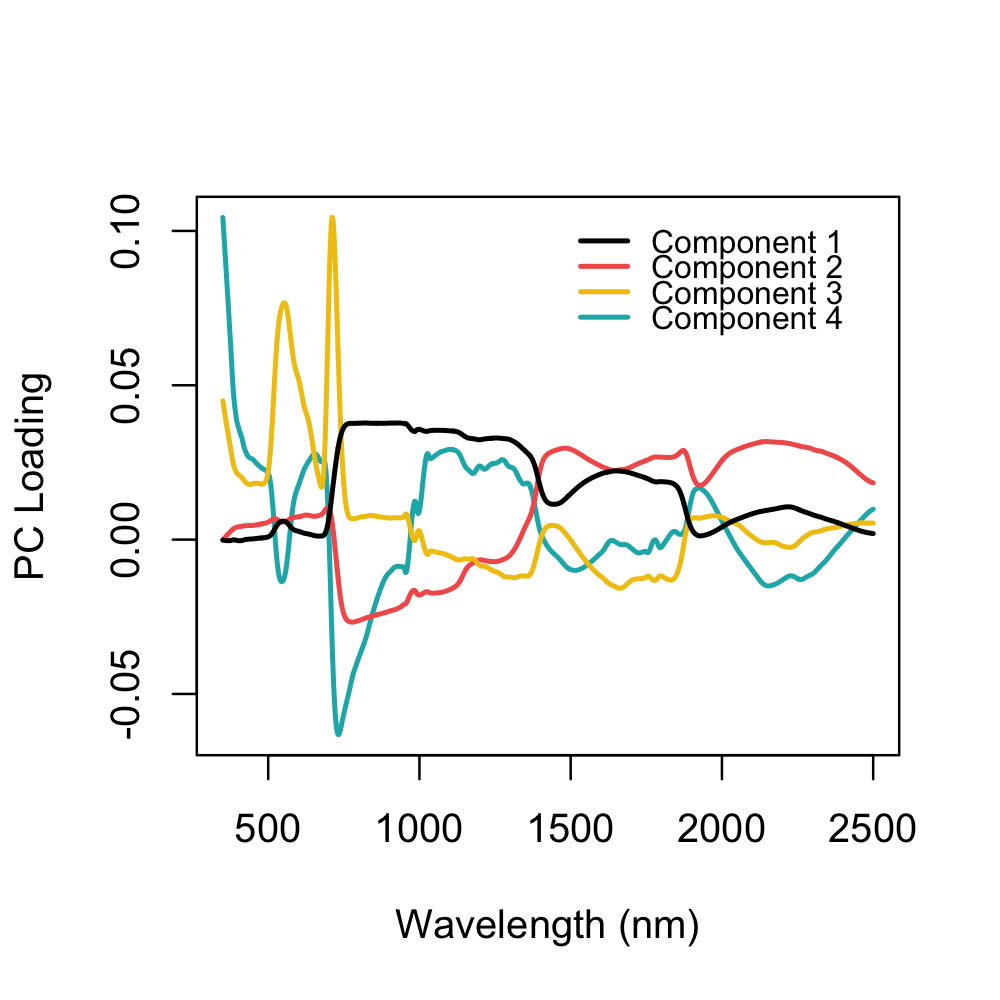 Component 1
Component 2
Component 3
Component 4
0.10
0.05
0.00
-0.05
PC Loading
500 1000 1500 2000 2500
Wavelength (nm)